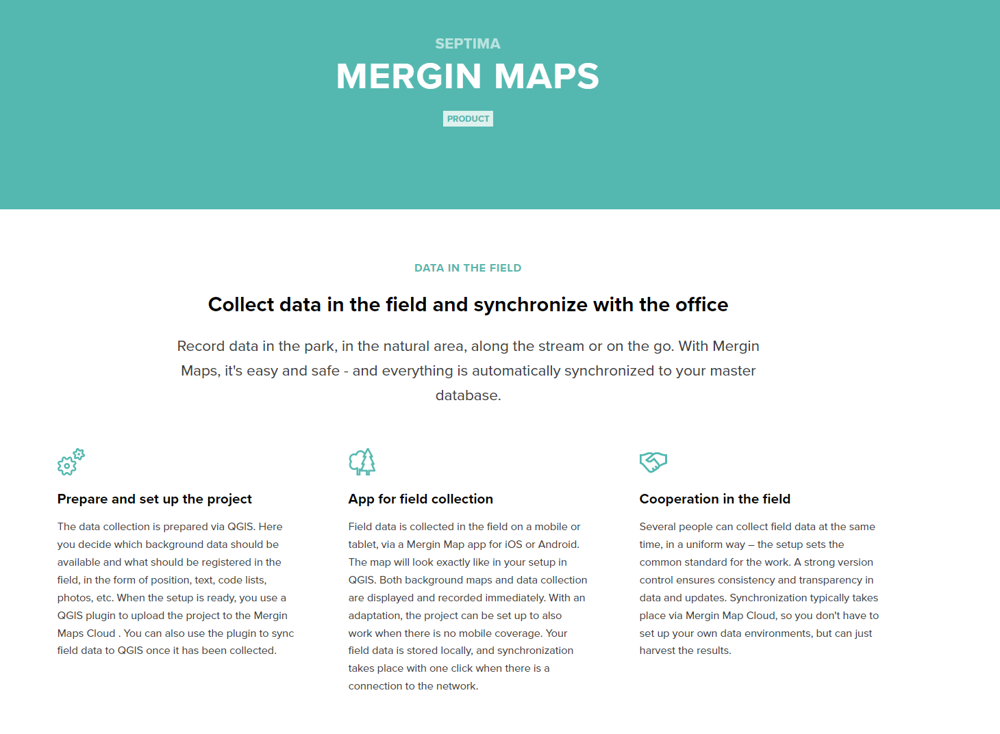 SEPTIMA
MERGIN MAPS
PRODUCT
DATA IN THE FIELD
Collect data in the field and synchronize with the office
Record data in the park, in the natural area, along the stream or on the go. With Mergin
Maps, it's easy and safe - and everything is automatically synchronized to your master
database.
Prepare and set up the project
The data collection is prepared via QGIS. Here
you decide which background data should be
available and what should be registered in the
field, in the form of position, text, code lists,
photos, etc. When the setup is ready, you use a
QGIS plugin to upload the project to the Mergin
Maps Cloud . You can also use the plugin to sync
field data to QGIS once it has been collected.
App for field collection
Field data is collected in the field on a mobile or
tablet, via a Mergin Map app for iOS or Android.
The map will look exactly like in your setup in
QGIS. Both background maps and data collection
are displayed and recorded immediately. With an
adaptation, the project can be set up to also
work when there is no mobile coverage. Your
field data is stored locally, and synchronization
takes place with one click when there is a
connection to the network.
Cooperation in the field
Several people can collect field data at the same
time, in a uniform way – the setup sets the
common standard for the work. A strong version
control ensures consistency and transparency in
data and updates. Synchronization typically takes
place via Mergin Map Cloud, so you don't have to
set up your own data environments, but can just
harvest the results.